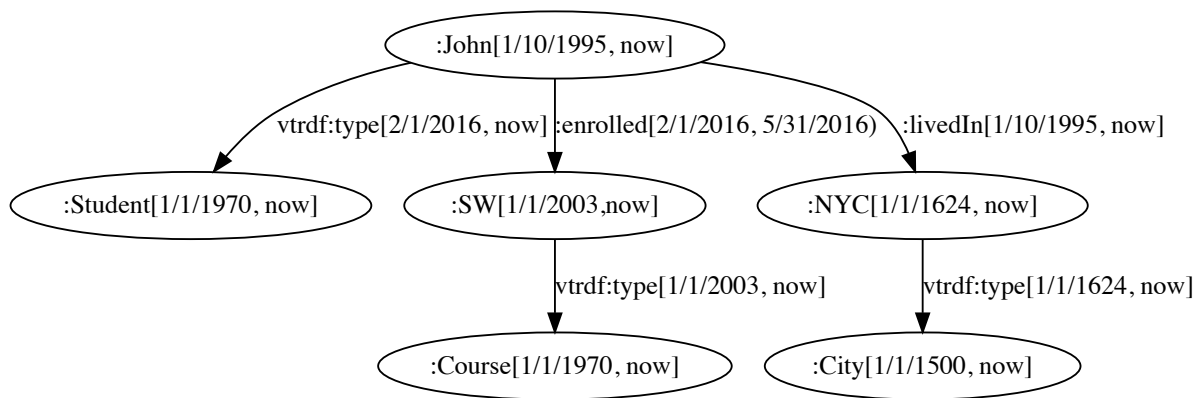 :John[1/10/1995, now]
vtrdf:type[2/1/2016, now]
:enrolled[2/1/2016, 5/31/2016)
:livedIn[1/10/1995, now]
:Student[1/1/1970, now]
:SW[1/1/2003,now]
:NYC[1/1/1624, now]
vtrdf:type[1/1/2003, now]
vtrdf:type[1/1/1624, now]
:Course[1/1/1970, now]
:City[1/1/1500, now]